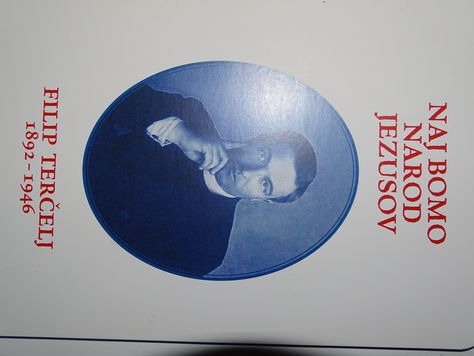 NAJ BOMO
NAROD
JEZUSOV
FILIP TERČELJ
1892-1946